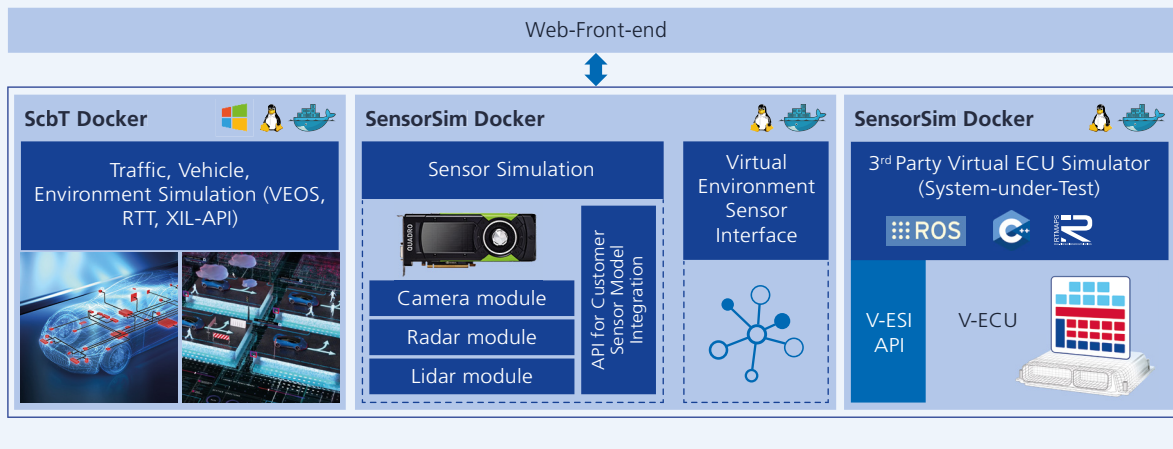 Web-Front-end
ScbT Docker
Traffic, Vehicle,
Environment Simulation (VEOS,
RTT, XIL-API)
SensorSim Docker
Sensor Simulation
QUADRO
Camera module
Radar module
Lidar module
API for Customer
Sensor Model
Integration
Virtual
Environment
Sensor
Interface
SensorSim Docker
3rd Party Virtual ECU Simulator
(System-under-Test)
ROS
C++
RTMAPS
V-ESI
API
V-ECU